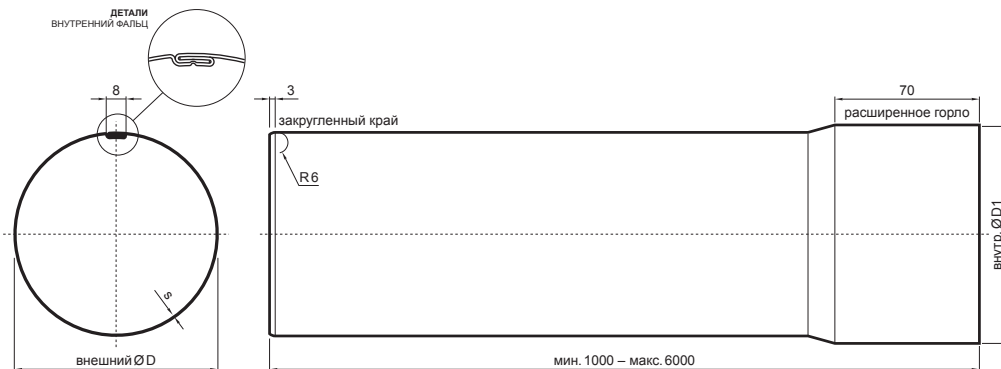 ДЕТАЛИ
ВНУТРЕННИЙ ФАЛЬЦ
8
3
70
закругленный край
расширенное горло
R6
внутр. ØD1
s
внешний ØD
мин. 1000 – макс. 6000